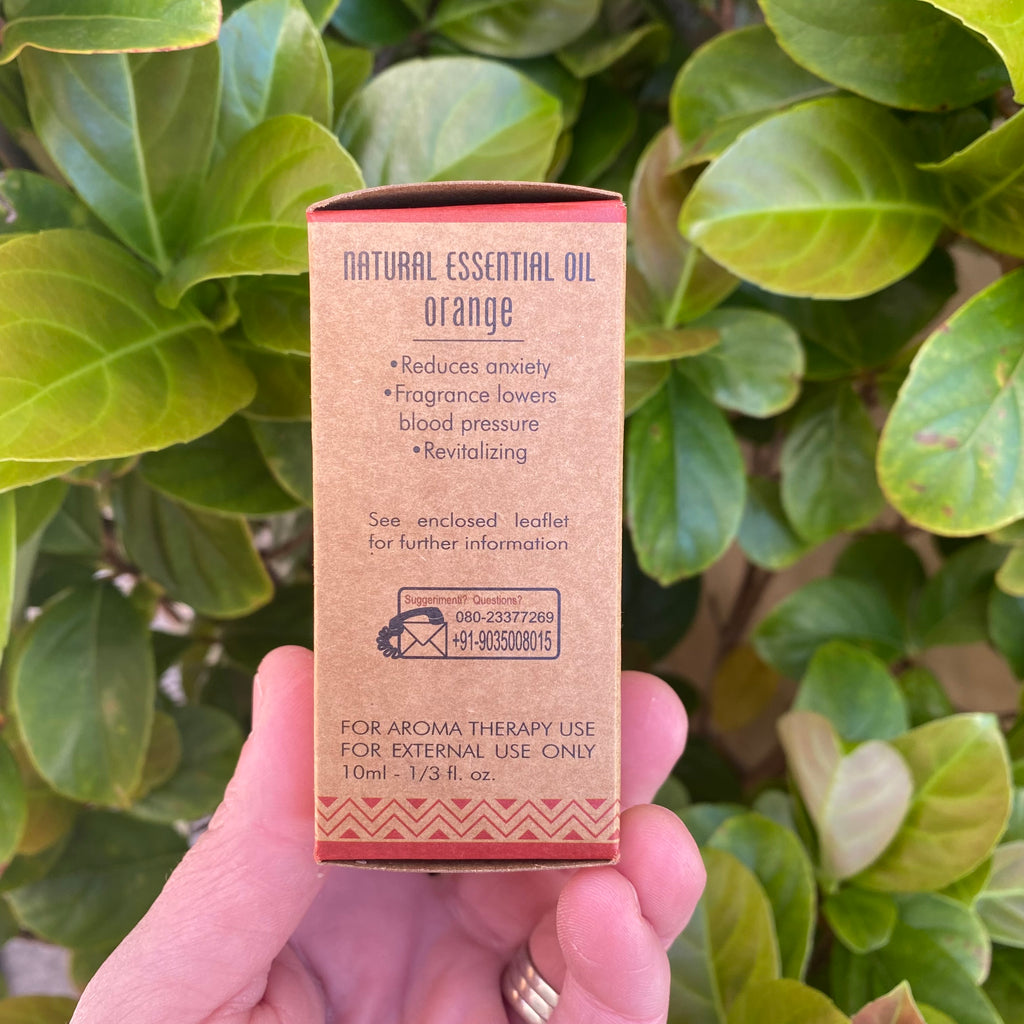 NATURAL ESSENTIAL OIL
orange
•Reduces anxiety
•Fragrance lowers
blood pressure
•Revitalizing
See enclosed leaflet
for further information
Suggerimenti? Questions?
080-23377269
+91-9035008015
FOR AROMA THERAPY USE
FOR EXTERNAL USE ONLY
10ml - 1/3 fl. oz.